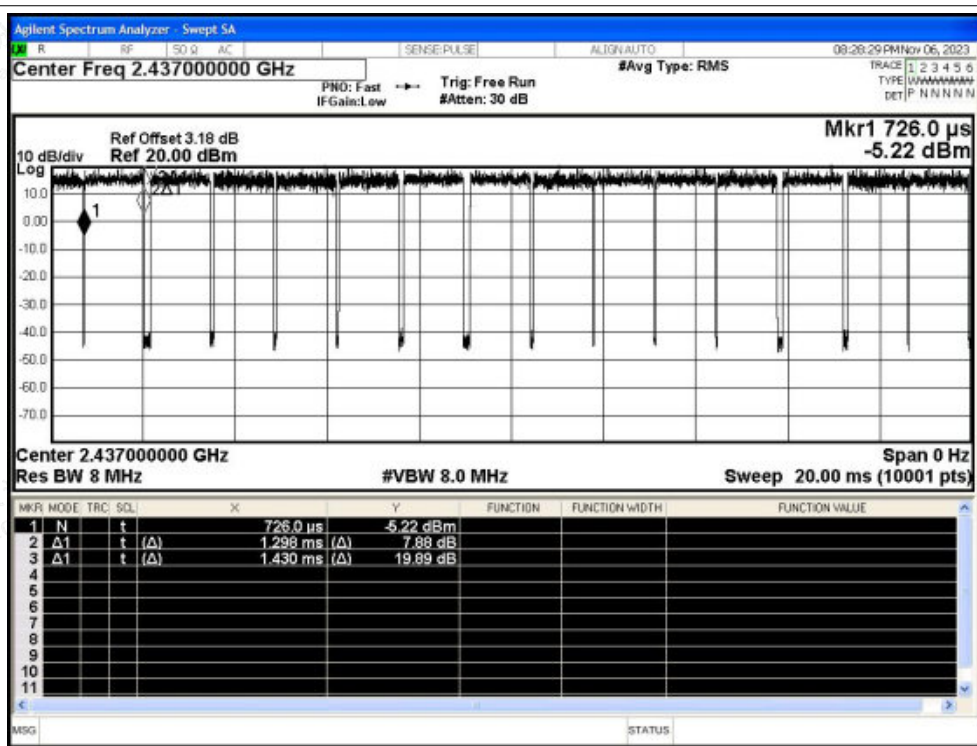 Agilent Spectrum Analyzer - Swept SA
R RF 50 Ω AC SENSE:PULSE ALIGN AUTO 08:28:29 PM Nov 06, 2023
Center Freq 2.437000000 GHz #Avg Type: RMS TRACE 1 2 3 4 5 6
PNO: Fast Trig: Free Run TYPE WWWWWW
IFGain:Low #Atten: 30 dB DET P N N N N N
Mkr1 726.0 µs
Ref Offset 3.18 dB
10 dB/div Ref 20.00 dBm -5.22 dBm
Log
10.0
0.00
1
-10.0
-20.0
-30.0
-40.0
-50.0
-60.0
-70.0
Center 2.437000000 GHz Span 0 Hz
Res BW 8 MHz #VBW 8.0 MHz Sweep 20.00 ms (10001 pts)
MKR MODE TRC SCL X Y FUNCTION FUNCTION WIDTH FUNCTION VALUE
1 N t 726.0 µs -5.22 dBm
2 Δ1 t (Δ) 1.298 ms (Δ) 7.88 dB
3 Δ1 t (Δ) 1.430 ms (Δ) 19.89 dB
4
5
6
7
8
9
10
11
MSG STATUS